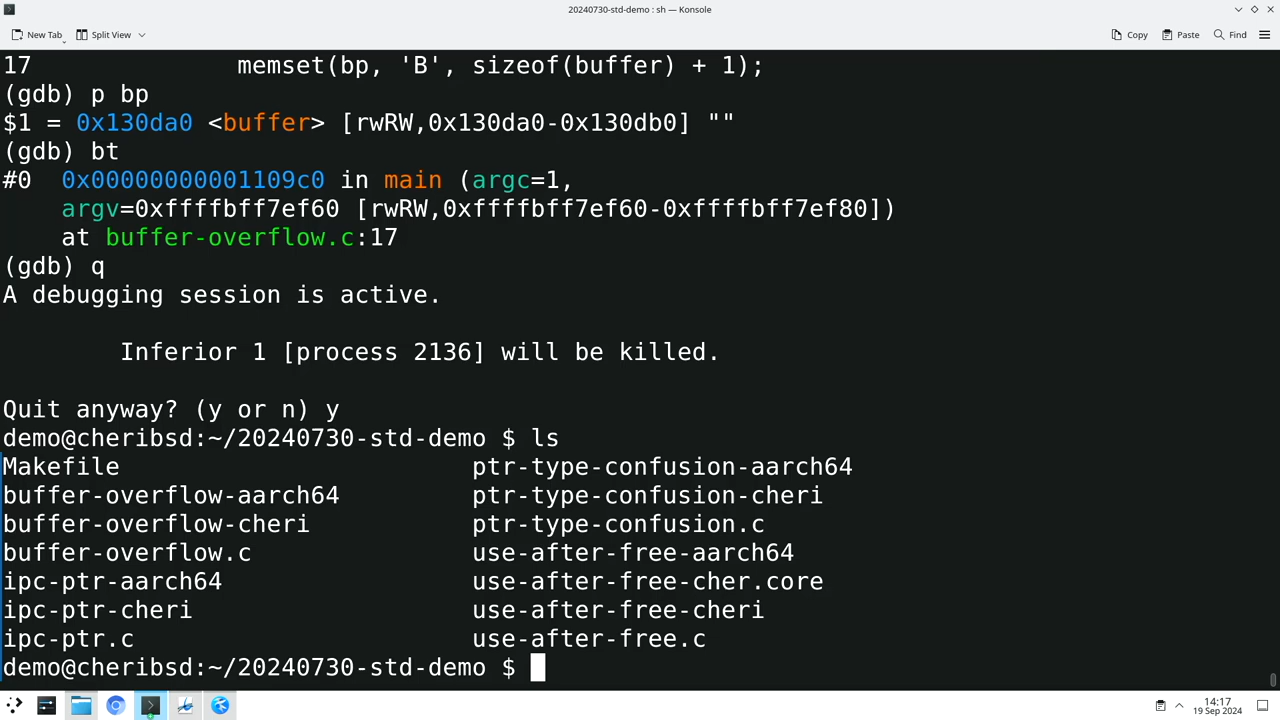 20240730-std-demo : sh — Konsole
New Tab
Split View
Copy
Paste
Find
17              memset(bp, 'B', sizeof(buffer) + 1);
(gdb) p bp
$1 = 0x130da0 <buffer> [rwRW,0x130da0-0x130db0] ""
(gdb) bt
#0  0x00000000001109c0 in main (argc=1,
    argv=0xffffbff7ef60 [rwRW,0xffffbff7ef60-0xffffbff7ef80])
    at buffer-overflow.c:17
(gdb) q
A debugging session is active.
        Inferior 1 [process 2136] will be killed.
Quit anyway? (y or n) y
demo@cheribsd:~/20240730-std-demo $ ls
Makefile                        ptr-type-confusion-aarch64
buffer-overflow-aarch64         ptr-type-confusion-cheri
buffer-overflow-cheri           ptr-type-confusion.c
buffer-overflow.c               use-after-free-aarch64
ipc-ptr-aarch64                 use-after-free-cher.core
ipc-ptr-cheri                   use-after-free-cheri
ipc-ptr.c                       use-after-free.c
demo@cheribsd:~/20240730-std-demo $
14:17
19 Sep 2024